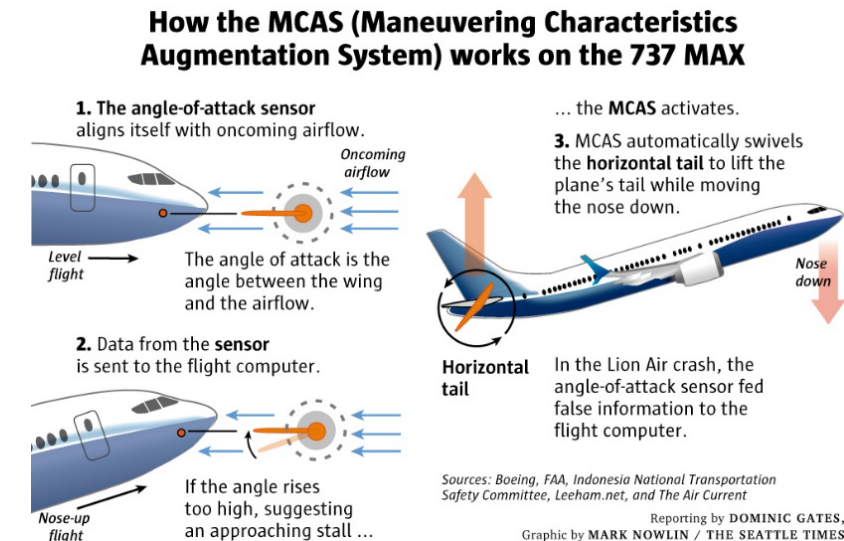 How the MCAS (Maneuvering Characteristics
Augmentation System) works on the 737 MAX
1. The angle-of-attack sensor
aligns itself with oncoming airflow.
Oncoming
airflow
Level
flight
The angle of attack is the
angle between the wing
and the airflow.
2. Data from the sensor
is sent to the flight computer.
Nose-up
flight
If the angle rises
too high, suggesting
an approaching stall ...
... the MCAS activates.
3. MCAS automatically swivels
the horizontal tail to lift the
plane’s tail while moving
the nose down.
Nose
down
Horizontal
tail
In the Lion Air crash, the
angle-of-attack sensor fed
false information to the
flight computer.
Sources: Boeing, FAA, Indonesia National Transportation
Safety Committee, Leeham.net, and The Air Current
Reporting by DOMINIC GATES,
Graphic by MARK NOWLIN / THE SEATTLE TIMES